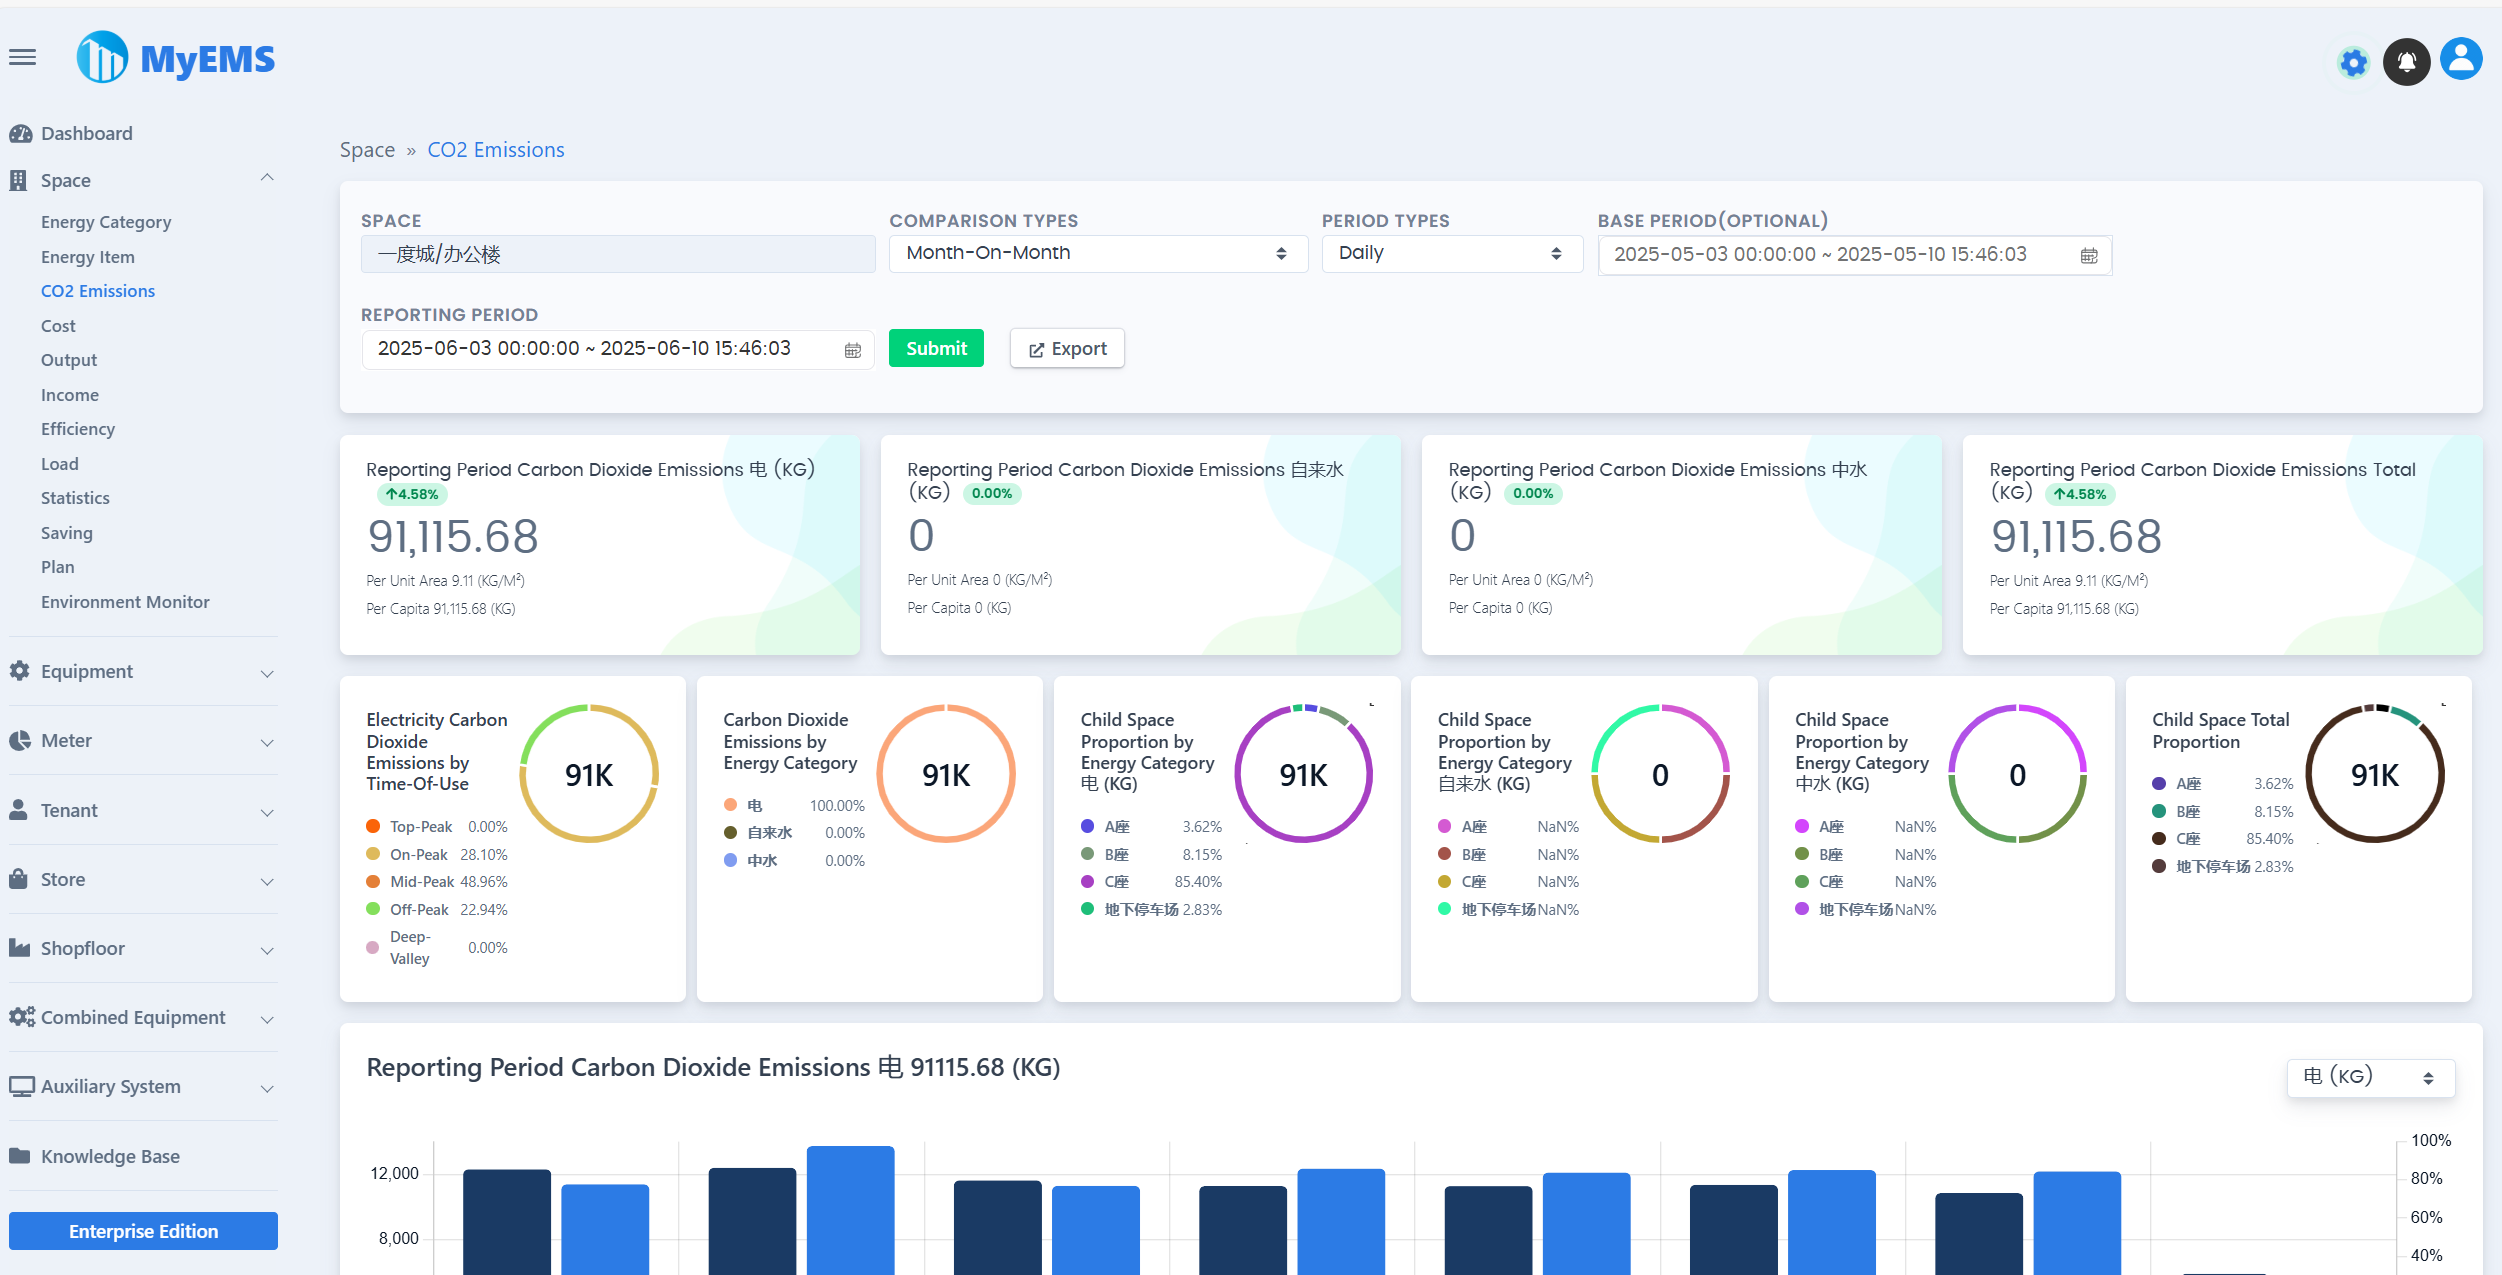 MyEMS
Dashboard
Space
Energy Category
Energy Item
CO2 Emissions
Cost
Output
Income
Efficiency
Load
Statistics
Saving
Plan
Environment Monitor
Equipment
Meter
Tenant
Store
Shopfloor
Combined Equipment
Auxiliary System
Knowledge Base
Enterprise Edition
Space » CO2 Emissions
SPACE
一度城/办公楼
COMPARISON TYPES
Month-On-Month
PERIOD TYPES
Daily
BASE PERIOD(OPTIONAL)
2025-05-03 00:00:00 ~ 2025-05-10 15:46:03
REPORTING PERIOD
2025-06-03 00:00:00 ~ 2025-06-10 15:46:03
Submit
Export
Reporting Period Carbon Dioxide Emissions 电 (KG)
↑4.58%
91,115.68
Per Unit Area 9.11 (KG/M²)
Per Capita 91,115.68 (KG)
Reporting Period Carbon Dioxide Emissions 自来水
(KG) 0.00%
0
Per Unit Area 0 (KG/M²)
Per Capita 0 (KG)
Reporting Period Carbon Dioxide Emissions 中水
(KG) 0.00%
0
Per Unit Area 0 (KG/M²)
Per Capita 0 (KG)
Reporting Period Carbon Dioxide Emissions Total
(KG) ↑4.58%
91,115.68
Per Unit Area 9.11 (KG/M²)
Per Capita 91,115.68 (KG)
Electricity Carbon
Dioxide
Emissions by
Time-Of-Use
Top-Peak 0.00%
On-Peak 28.10%
Mid-Peak 48.96%
Off-Peak 22.94%
Deep-
Valley 0.00%
91K
Carbon Dioxide
Emissions by
Energy Category
电 100.00%
自来水 0.00%
中水 0.00%
91K
Child Space
Proportion by
Energy Category
电 (KG)
A座 3.62%
B座 8.15%
C座 85.40%
地下停车场 2.83%
91K
Child Space
Proportion by
Energy Category
自来水 (KG)
A座 NaN%
B座 NaN%
C座 NaN%
地下停车场 NaN%
0
Child Space
Proportion by
Energy Category
中水 (KG)
A座 NaN%
B座 NaN%
C座 NaN%
地下停车场 NaN%
0
Child Space Total
Proportion
A座 3.62%
B座 8.15%
C座 85.40%
地下停车场 2.83%
91K
Reporting Period Carbon Dioxide Emissions 电 91115.68 (KG)
电 (KG)
12,000
8,000
100%
80%
60%
40%